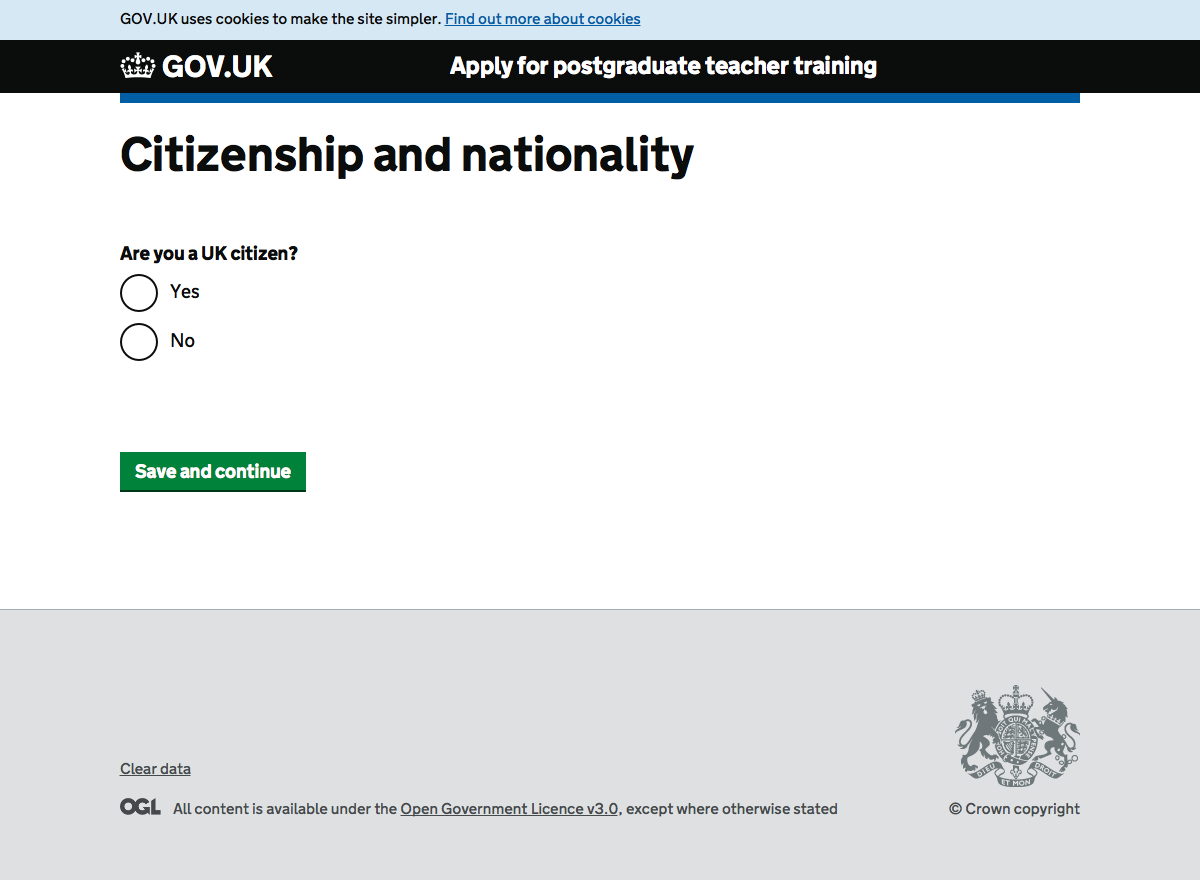 GOV.UK uses cookies to make the site simpler. Find out more about cookies
GOV.UK
Apply for postgraduate teacher training
Citizenship and nationality
Are you a UK citizen?
Yes
No
Save and continue
Clear data
OGL All content is available under the Open Government Licence v3.0, except where otherwise stated
DIEU ET MON DROIT
© Crown copyright